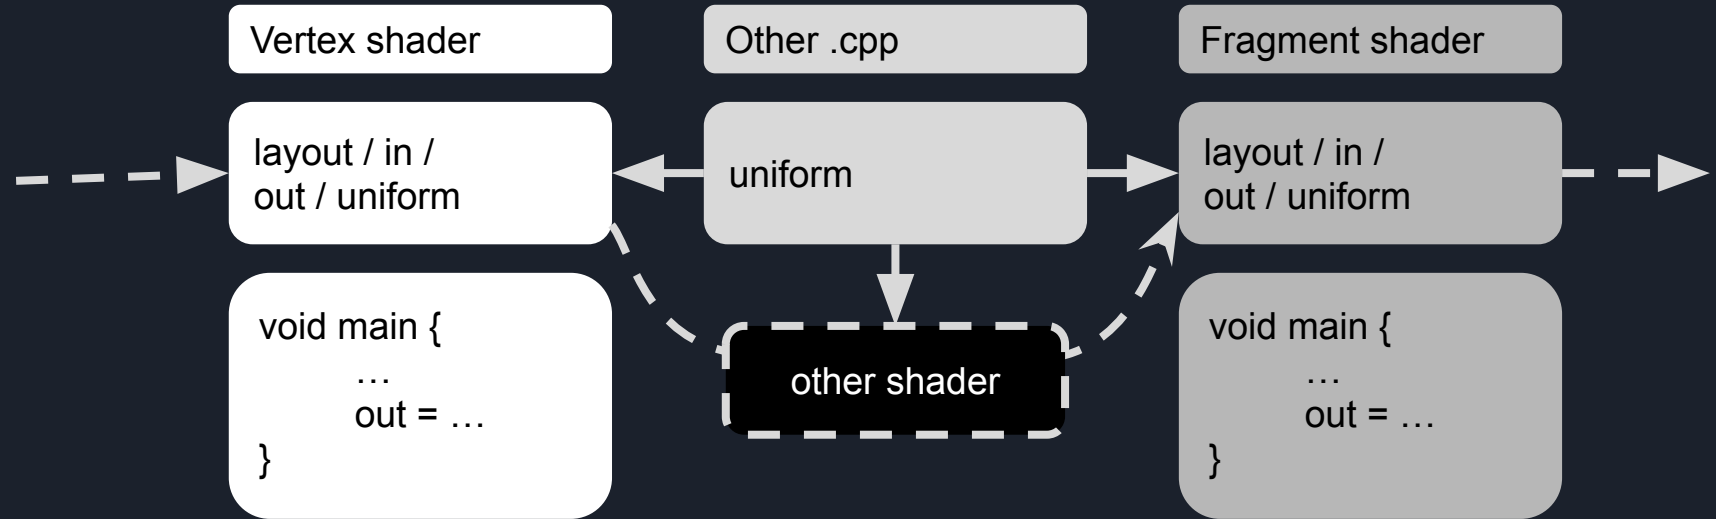 Vertex shader
layout / in /
out / uniform
void main {
…
out = …
}
Other .cpp
uniform
other shader
Fragment shader
layout / in /
out / uniform
void main {
…
out = …
}